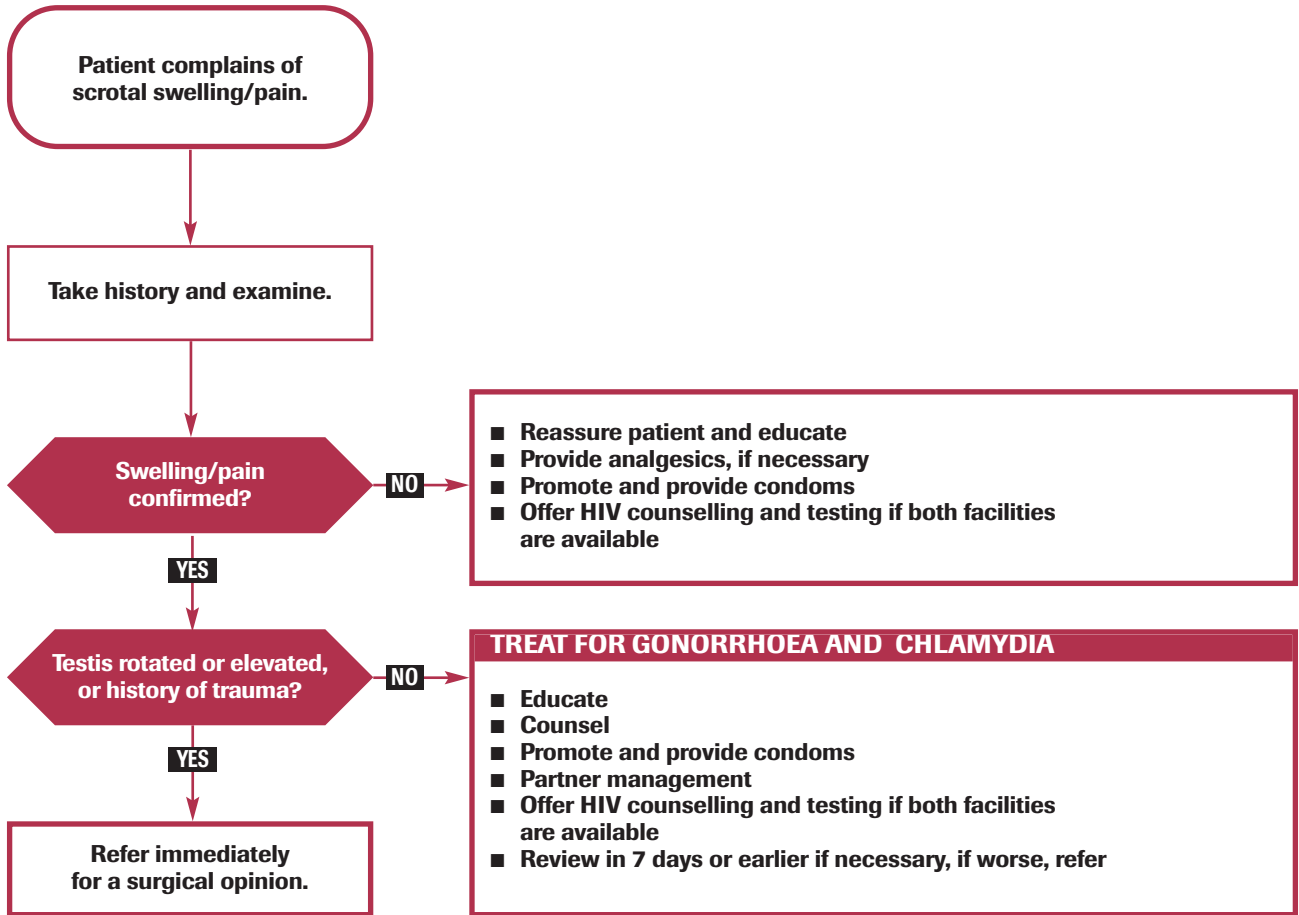 Patient complains of
scrotal swelling/pain.
Take history and examine.
Swelling/pain
confirmed?
NO
■ Reassure patient and educate
■ Provide analgesics, if necessary
■ Promote and provide condoms
■ Offer HIV counselling and testing if both facilities
are available
YES
Testis rotated or elevated,
or history of trauma?
NO
TREAT FOR GONORRHOEA AND CHLAMYDIA
■ Educate
■ Counsel
■ Promote and provide condoms
■ Partner management
■ Offer HIV counselling and testing if both facilities
are available
■ Review in 7 days or earlier if necessary, if worse, refer
YES
Refer immediately
for a surgical opinion.